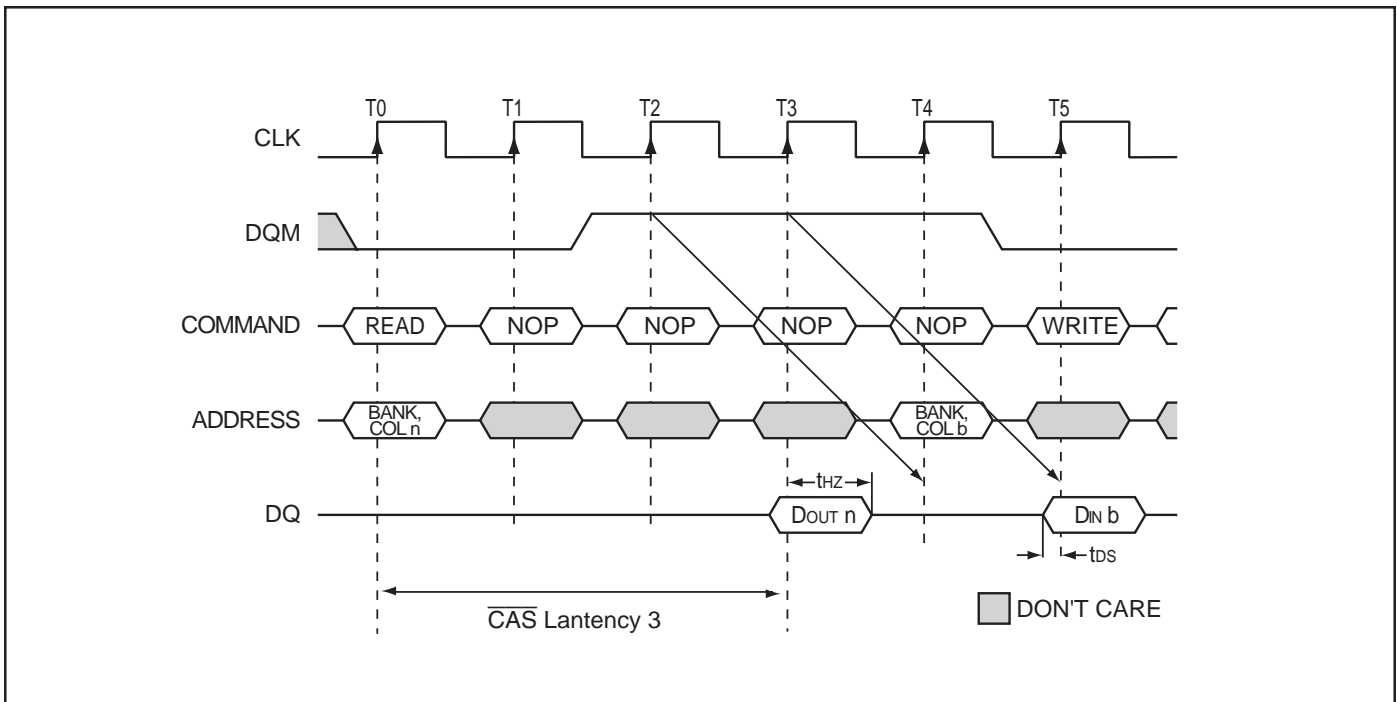 T0 T1 T2 T3 T4 T5
CLK
DQM
COMMAND READ NOP NOP NOP NOP WRITE
ADDRESS BANK, COL n BANK, COL b
tHZ
DQ DOUT n DIN b
tDS
CAS Lantency 3
DON'T CARE